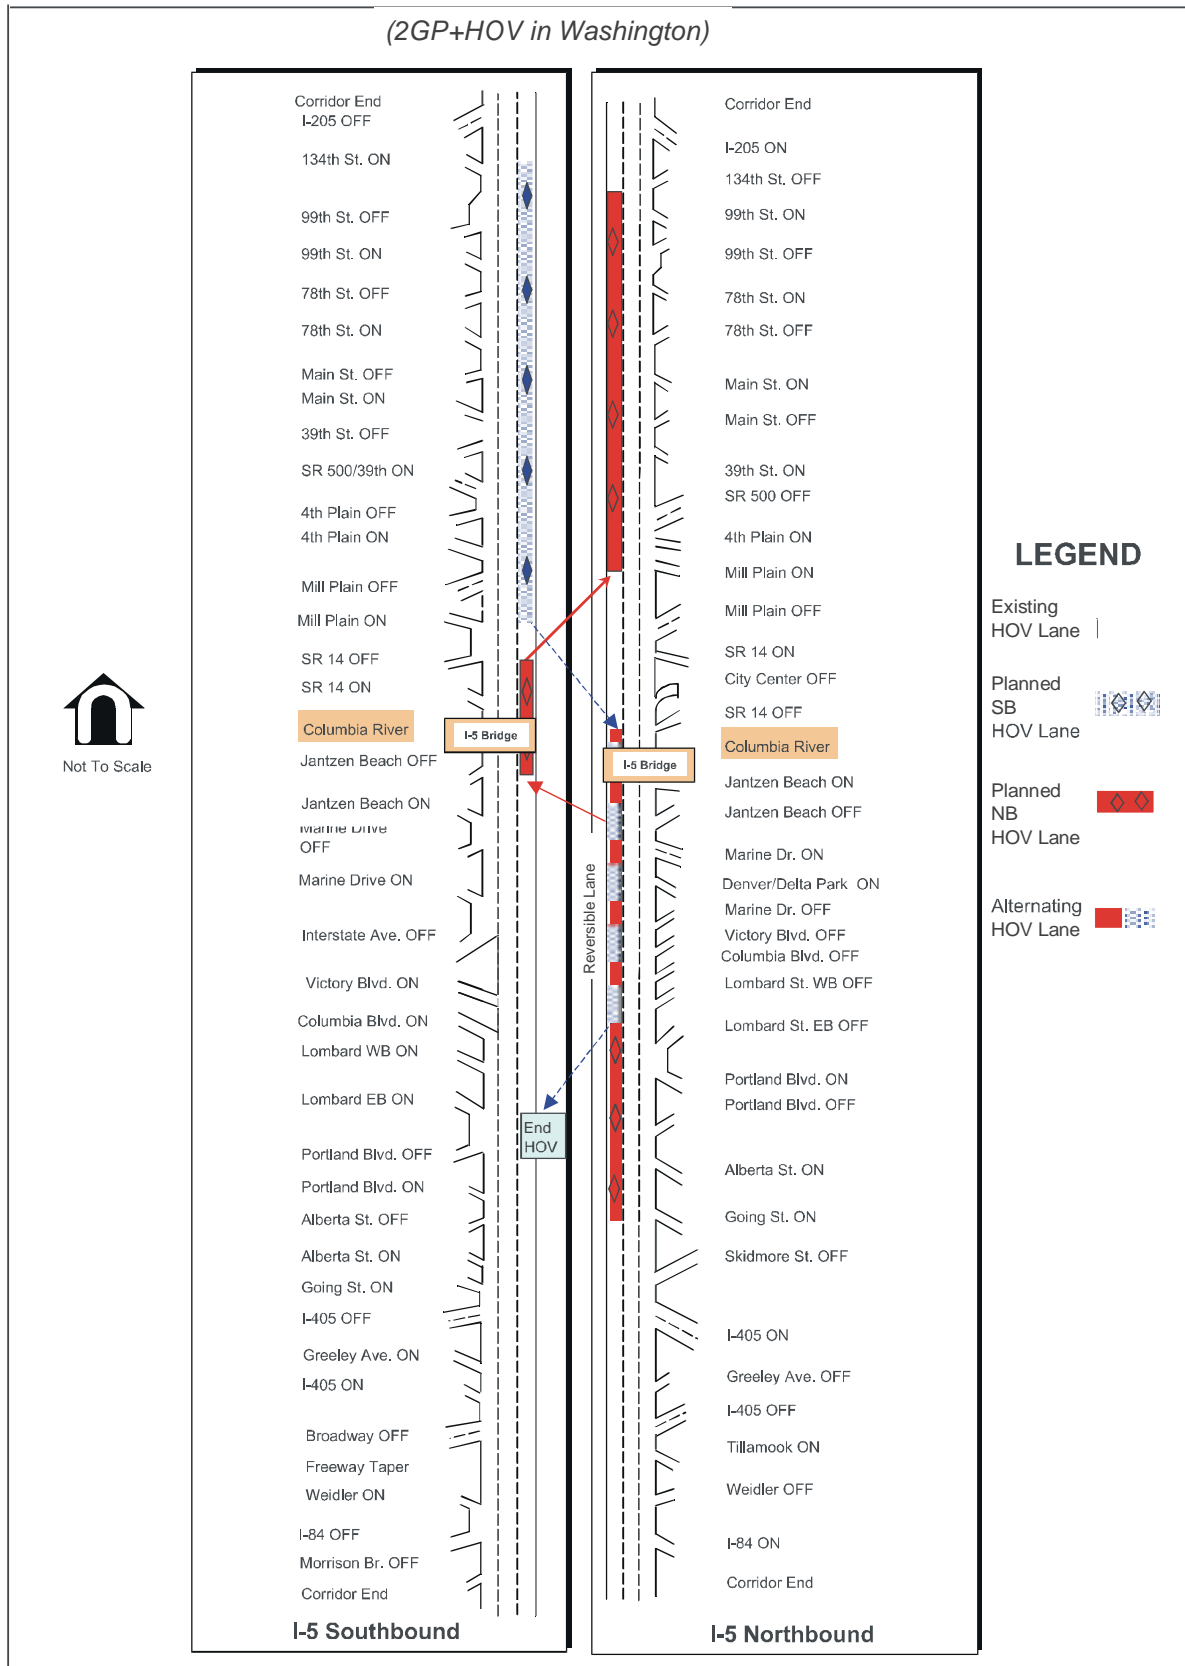 (2GP+HOV in Washington)
Corridor End
I-205 OFF
134th St. ON
99th St. OFF
99th St. ON
78th St. OFF
78th St. ON
Main St. OFF
Main St. ON
39th St. OFF
SR 500/39th ON
4th Plain OFF
4th Plain ON
Mill Plain OFF
Mill Plain ON
SR 14 OFF
SR 14 ON
Columbia River
I-5 Bridge
Jantzen Beach OFF
Jantzen Beach ON
Marine Drive
OFF
Marine Drive ON
Interstate Ave. OFF
Victory Blvd. ON
Columbia Blvd. ON
Lombard WB ON
Lombard EB ON
End
HOV
Portland Blvd. OFF
Portland Blvd. ON
Alberta St. OFF
Alberta St. ON
Going St. ON
I-405 OFF
Greeley Ave. ON
I-405 ON
Broadway OFF
Freeway Taper
Weidler ON
I-84 OFF
Morrison Br. OFF
Corridor End
I-5 Southbound
Not To Scale
Reversible Lane
Corridor End
I-205 ON
134th St. OFF
99th St. ON
99th St. OFF
78th St. ON
78th St. OFF
Main St. ON
Main St. OFF
39th St. ON
SR 500 OFF
4th Plain ON
Mill Plain ON
Mill Plain OFF
SR 14 ON
City Center OFF
SR 14 OFF
Columbia River
I-5 Bridge
Jantzen Beach ON
Jantzen Beach OFF
Marine Dr. ON
Denver/Delta Park ON
Marine Dr. OFF
Victory Blvd. OFF
Columbia Blvd. OFF
Lombard St. WB OFF
Lombard St. EB OFF
Portland Blvd. ON
Portland Blvd. OFF
Alberta St. ON
Going St. ON
Skidmore St. OFF
I-405 ON
Greeley Ave. OFF
I-405 OFF
Tillamook ON
Weidler OFF
I-84 ON
Corridor End
I-5 Northbound
LEGEND
Existing
HOV Lane
Planned
SB
HOV Lane
Planned
NB
HOV Lane
Alternating
HOV Lane